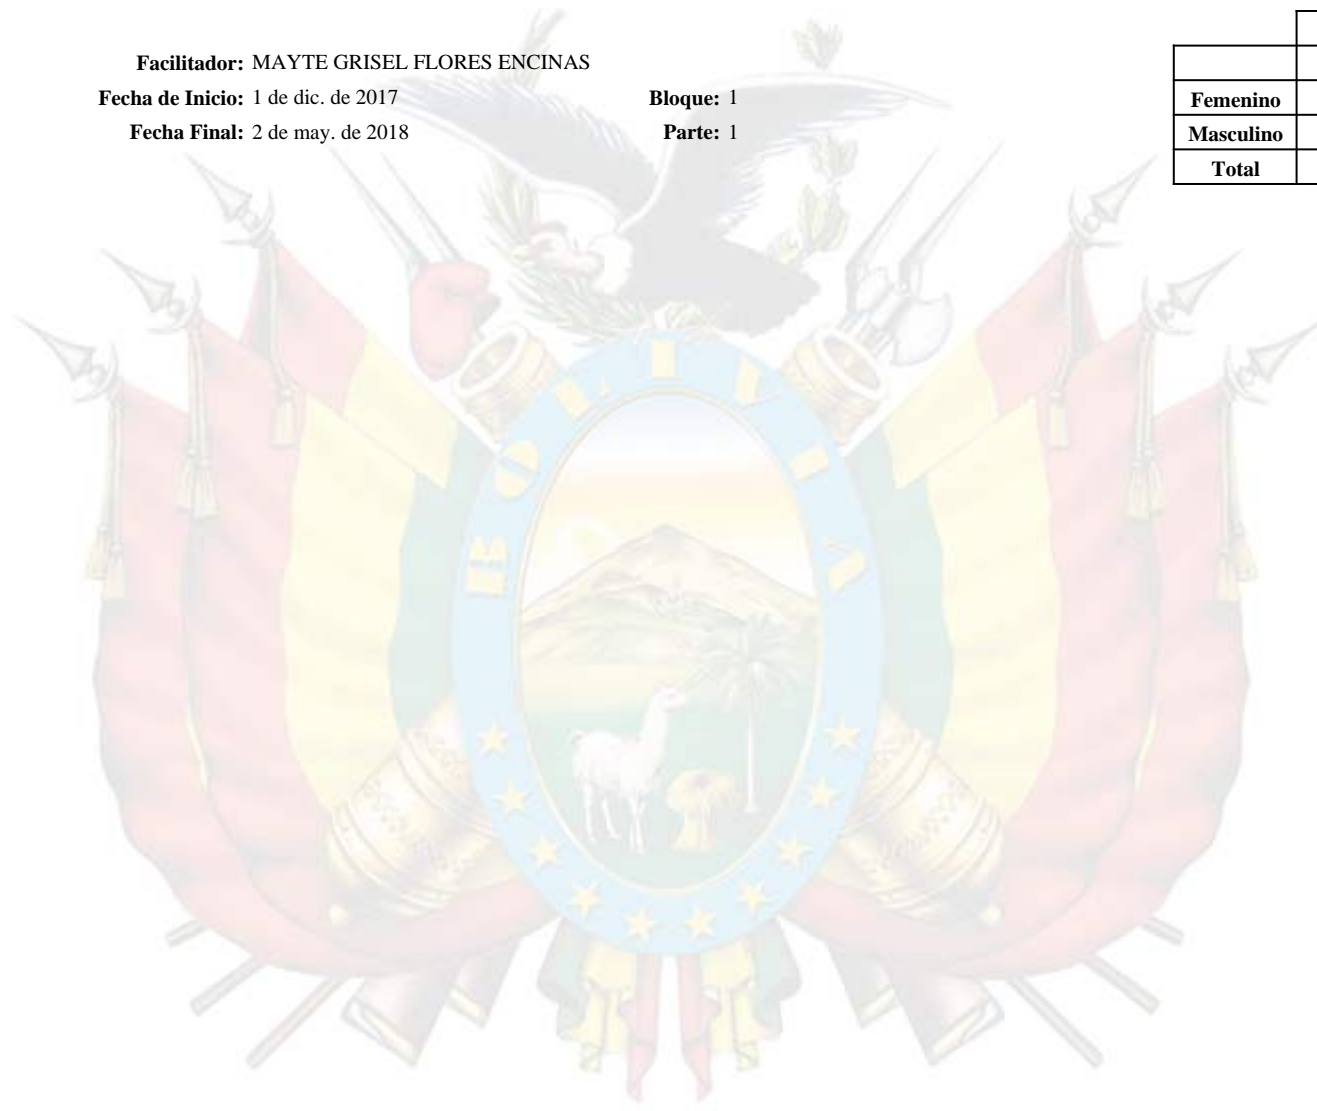 Facilitador: MAYTE GRISEL FLORES ENCINAS
Fecha de Inicio: 1 de dic. de 2017 Bloque: 1
Fecha Final: 2 de may. de 2018 Parte: 1
Femenino
Masculino
Total
BOLIVIA